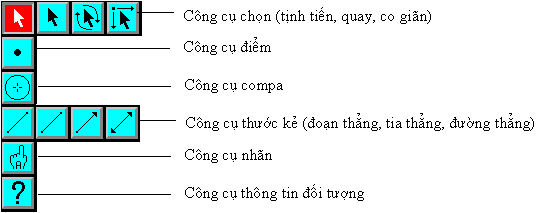 Công cụ chọn (tịnh tiến, quay, co giãn)
Công cụ điểm
Công cụ compa
Công cụ thước kẻ (đoạn thẳng, tia thẳng, đường thẳng)
A
Công cụ nhãn
?
Công cụ thông tin đối tượng